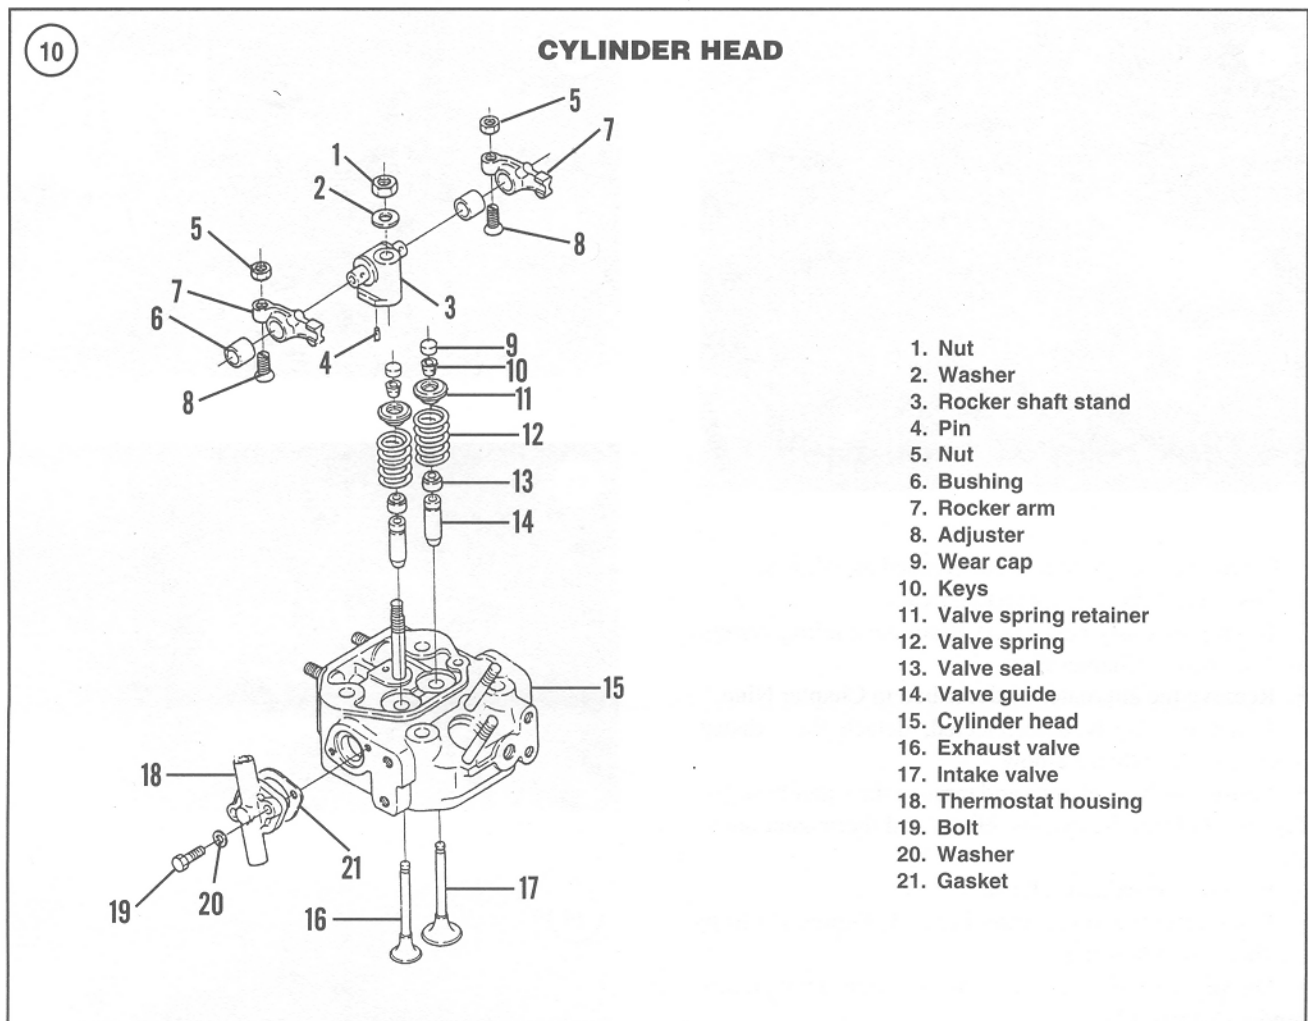 10
CYLINDER HEAD
5
7
1
2
8
5
3
7
6
4
8
9
10
11
12
13
14
15
18
21
19
20
16
17
1. Nut
2. Washer
3. Rocker shaft stand
4. Pin
5. Nut
6. Bushing
7. Rocker arm
8. Adjuster
9. Wear cap
10. Keys
11. Valve spring retainer
12. Valve spring
13. Valve seal
14. Valve guide
15. Cylinder head
16. Exhaust valve
17. Intake valve
18. Thermostat housing
19. Bolt
20. Washer
21. Gasket